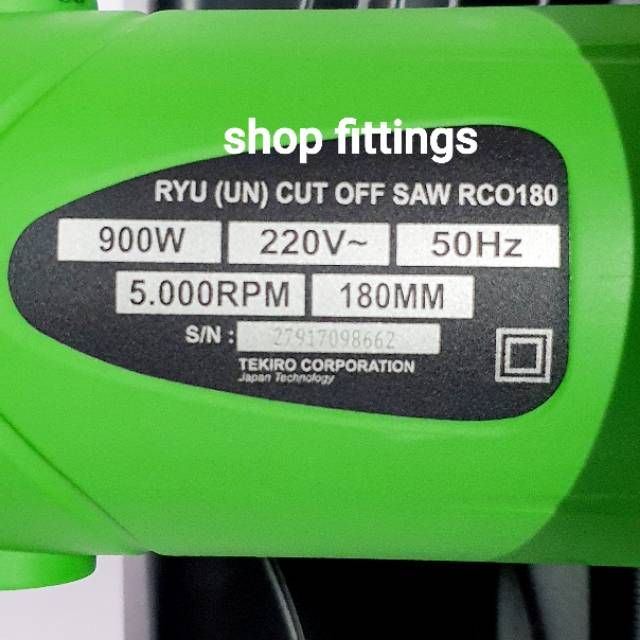 shop fittings
RYU (UN) CUT OFF SAW RCO180
900W 220V~ 50Hz
5.000RPM 180MM
S/N : 27917098662
TEKIRO CORPORATION
Japan Technology